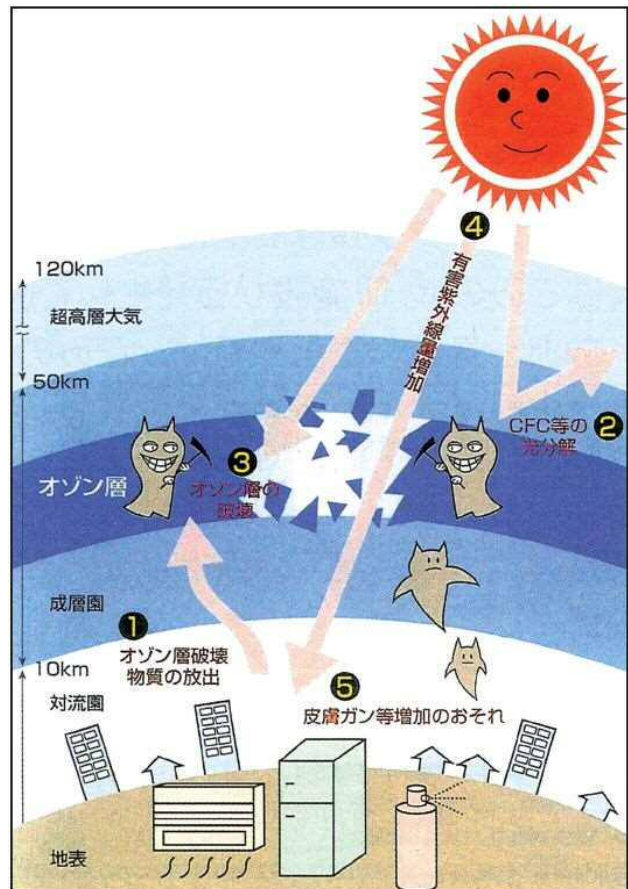 120km
超高層大気
50km
オゾン層
成層園
10km
対流園
地表
❹
有害紫外線量増加
CFC等の
光分解
❷
❸
オゾン層の
破壊
❶
オゾン層破壊
物質の放出
❺
皮膚ガン等増加のおそれ